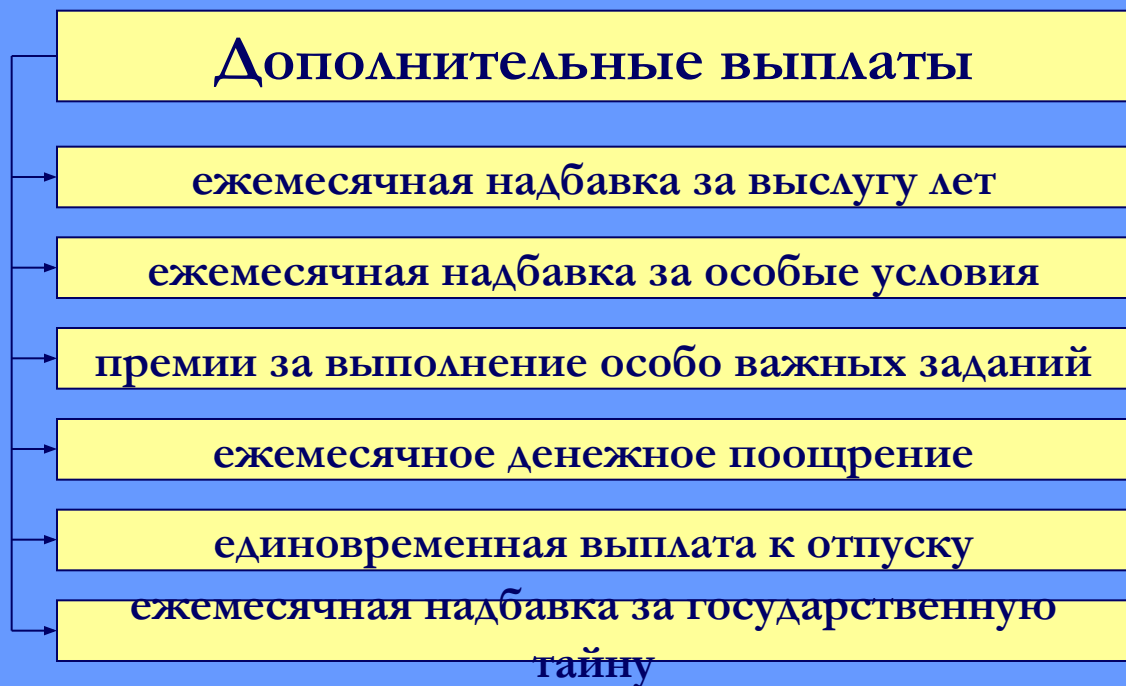 Дополнительные выплаты
ежемесячная надбавка за выслугу лет
ежемесячная надбавка за особые условия
премии за выполнение особо важных заданий
ежемесячное денежное поощрение
единовременная выплата к отпуску
ежемесячная надбавка за государственную
тайну